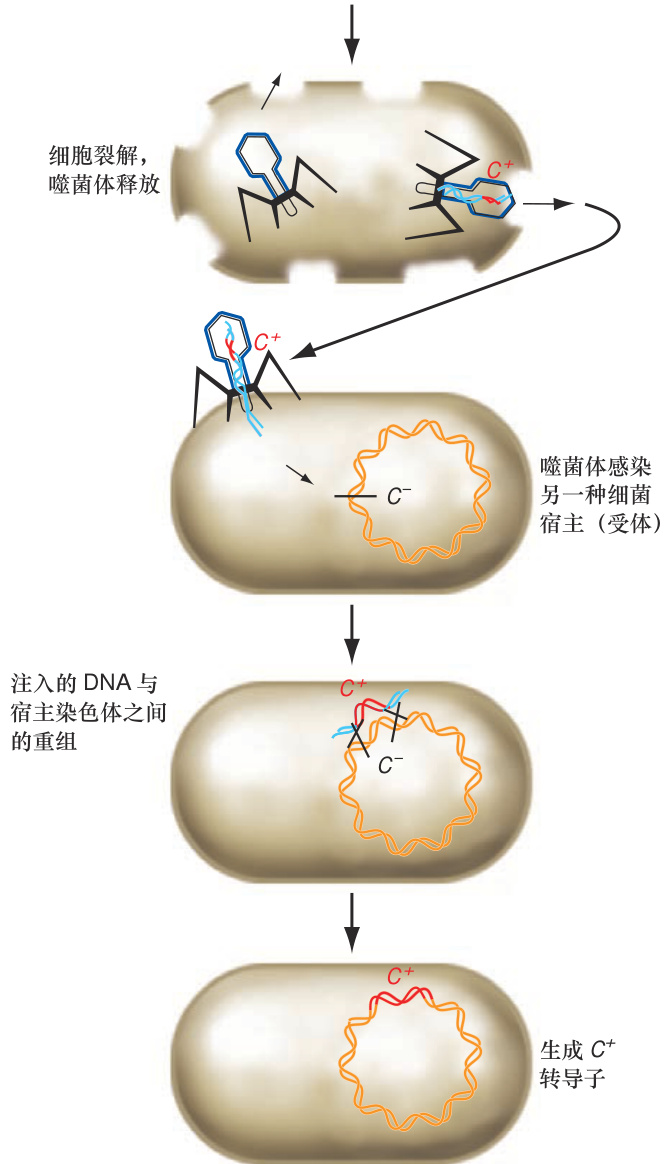 细胞裂解，
噬菌体释放
C+
C+
C−
噬菌体感染
另一种细菌
宿主（受体）
注入的 DNA 与
宿主染色体之间
的重组
C+
C−
C+
生成 C+
转导子